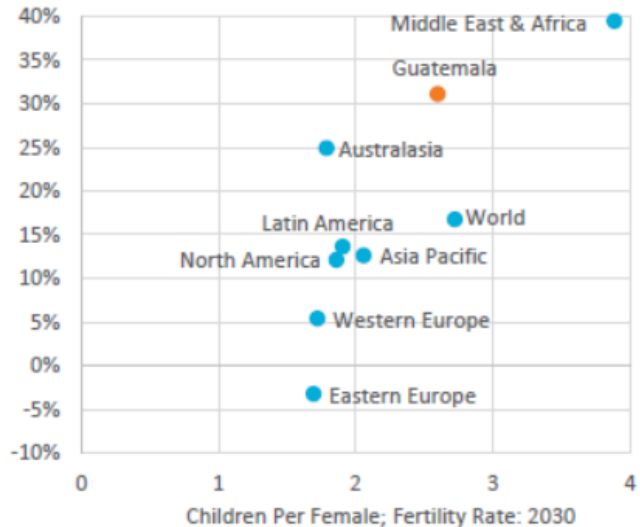 40%
Middle East & Africa
35%
Guatemala
30%
25%
Australasia
20%
World
15%
Latin America
North America
Asia Pacific
10%
5%
Western Europe
0%
Eastern Europe
-5%
-10%
0 1 2 3 4
Children Per Female; Fertility Rate: 2030